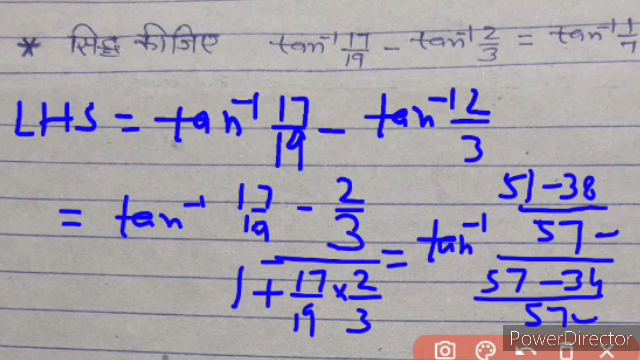 * सिद्ध कीजिए tan⁻¹ 17/19 - tan⁻¹ 2/3 = tan⁻¹ 1/7
LHS = tan⁻¹ 17/19 - tan⁻¹ 2/3
= tan⁻¹ (17/19 - 2/3)/(1 + 17/19 × 2/3) = tan⁻¹ ((51-38)/57)/((57-34)/57)
PowerDirector